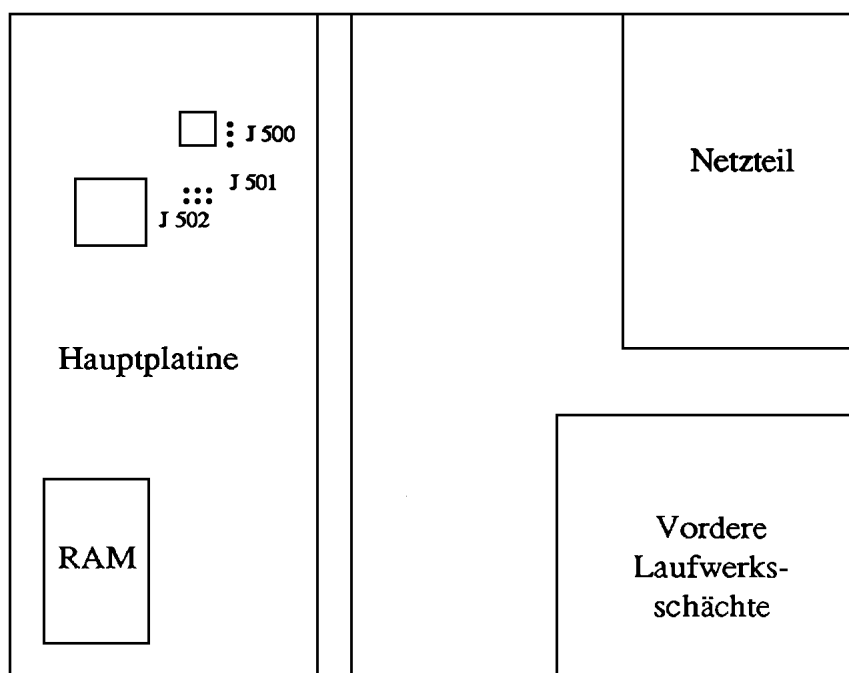 J 500
J 501
J 502
Netzteil
Hauptplatine
RAM
Vordere
Laufwerks-
schächte